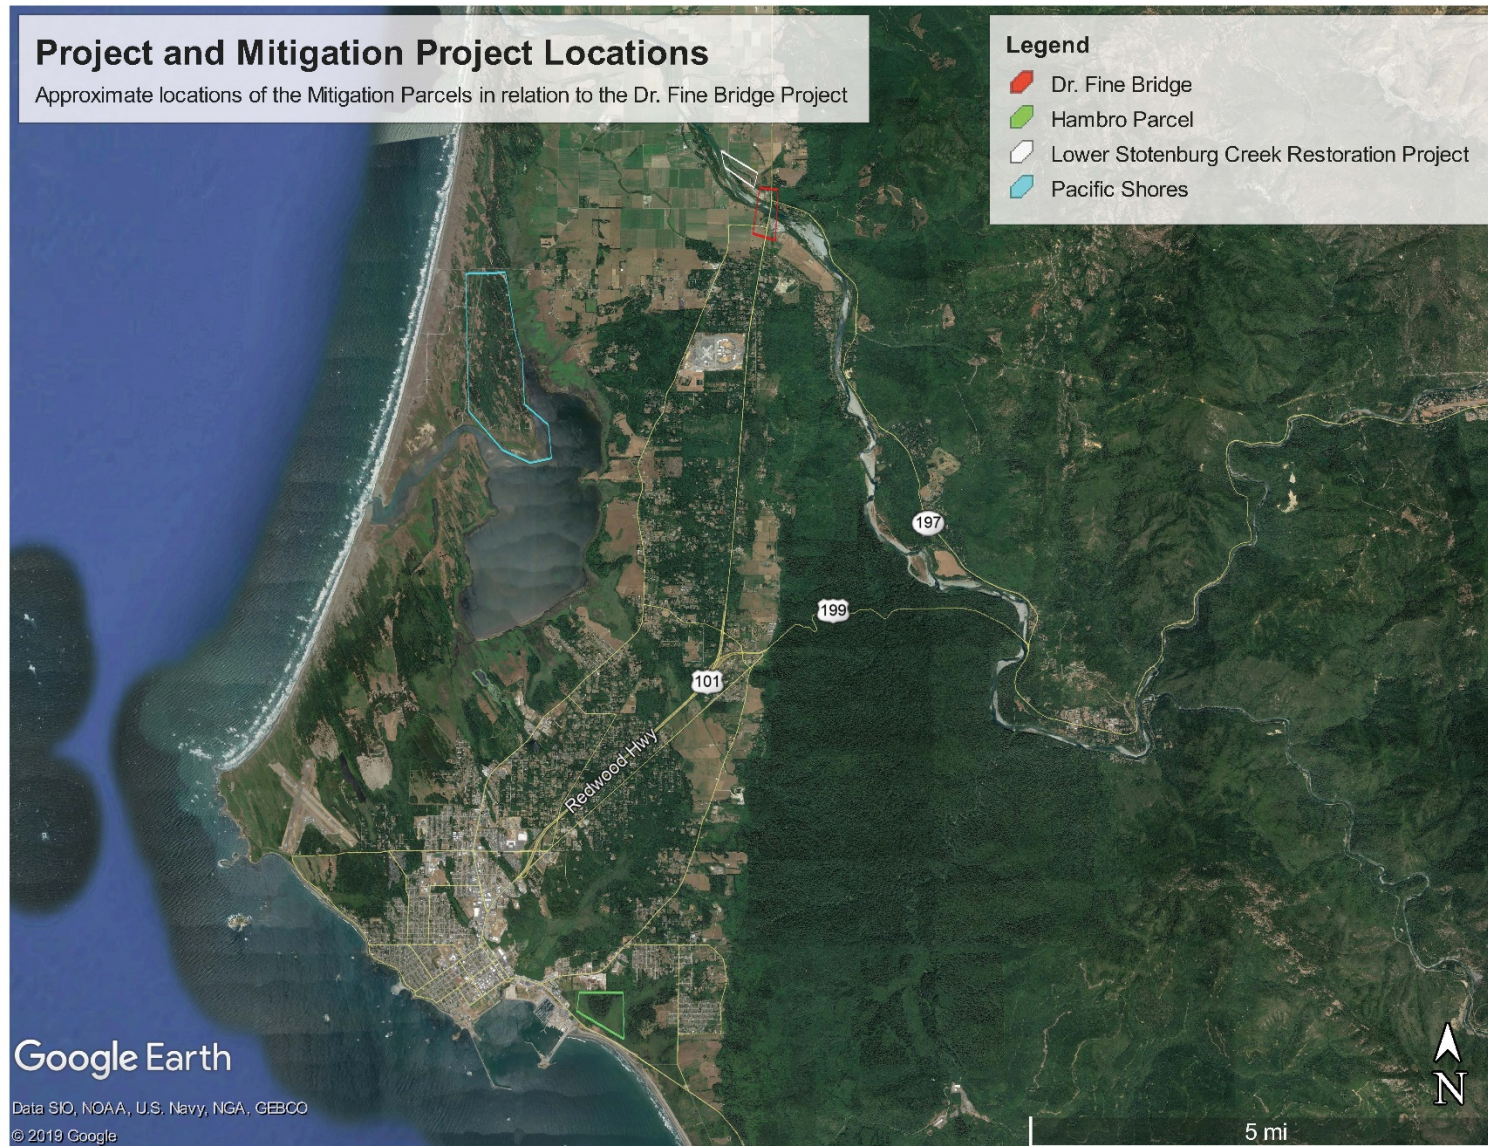 Project and Mitigation Project Locations
Approximate locations of the Mitigation Parcels in relation to the Dr. Fine Bridge Project
Legend
Dr. Fine Bridge
Hambro Parcel
Lower Stotenburg Creek Restoration Project
Pacific Shores
197
199
101
Redwood Hwy
Google Earth
Data SIO, NOAA, U.S. Navy, NGA, GEBCO
© 2019 Google
N
5 mi